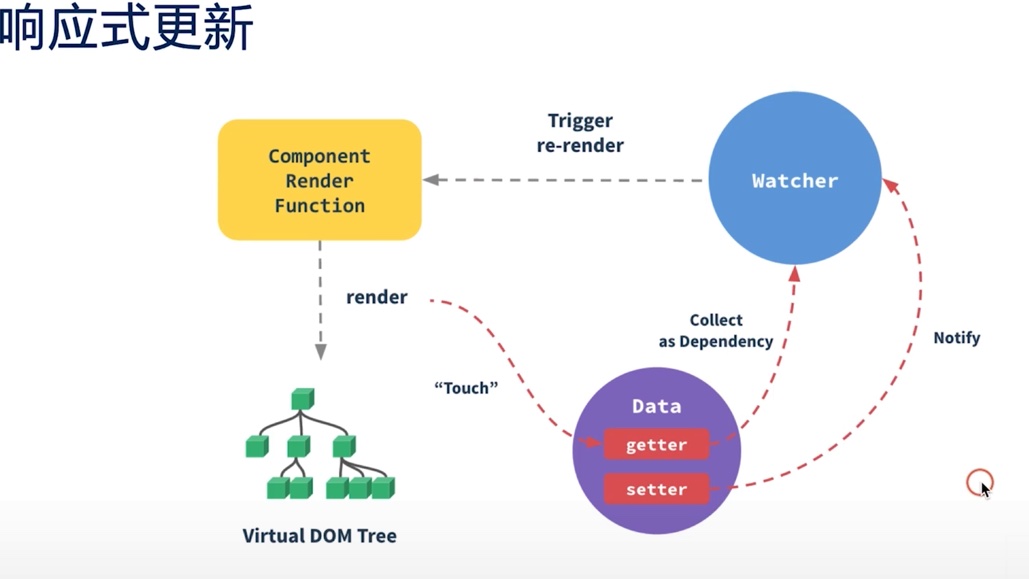 响应式更新
Trigger
re-render
Component
Render
Function
Watcher
render
Collect
as Dependency
Notify
“Touch”
Data
getter
setter
Virtual DOM Tree